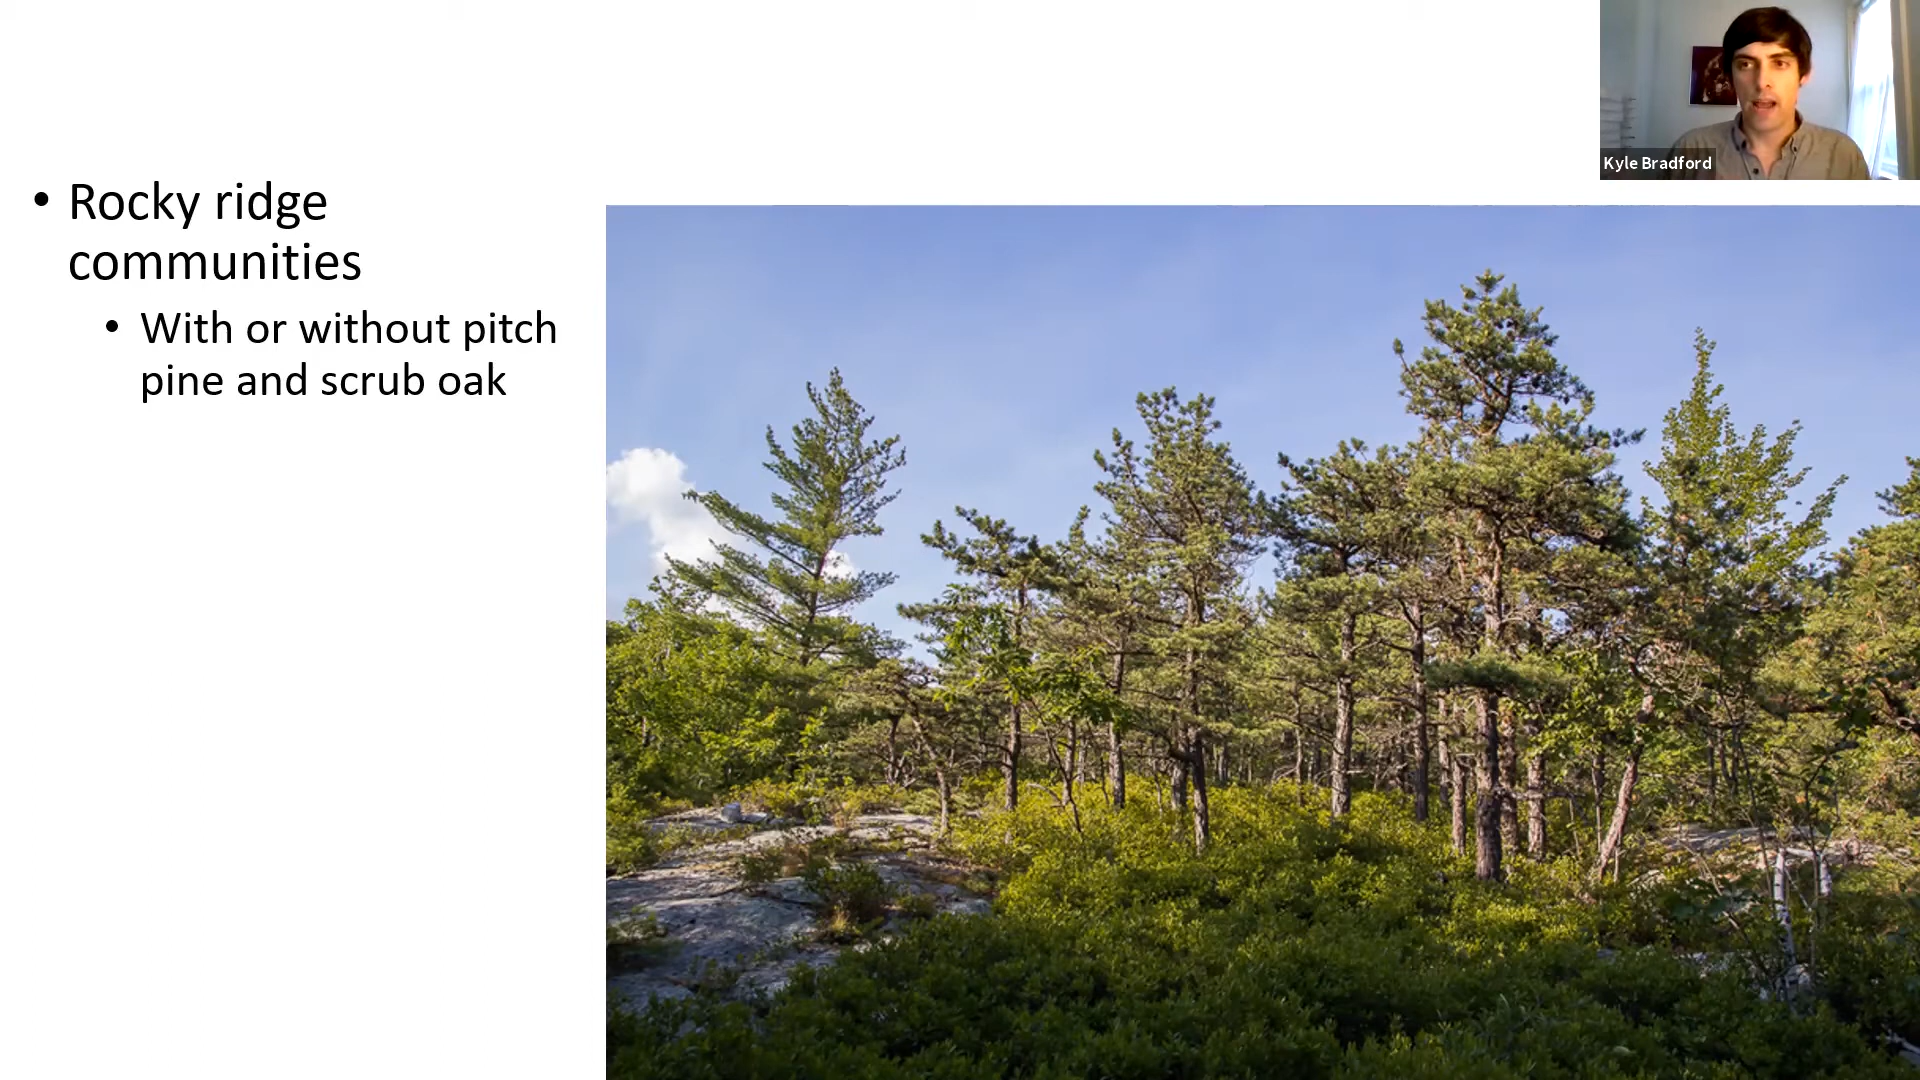 Kyle Bradford
• Rocky ridge
communities
• With or without pitch
pine and scrub oak